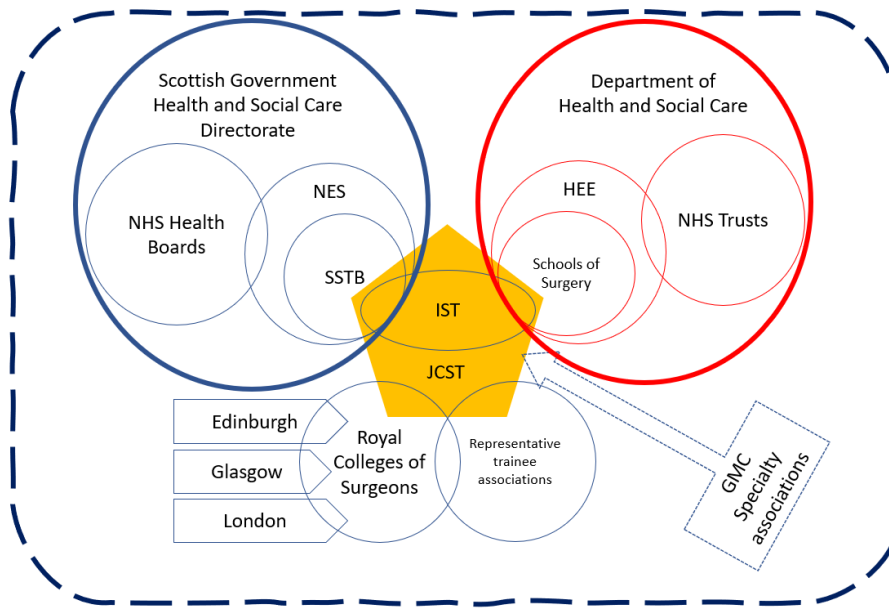 Scottish Government
Health and Social Care
Directorate
Department of
Health and Social Care
NES
HEE
NHS Health
Boards
NHS Trusts
SSTB
Schools of
Surgery
IST
JCST
Edinburgh
Glasgow
London
Royal
Colleges of
Surgeons
Representative
trainee
associations
GMC
Specialty
associations